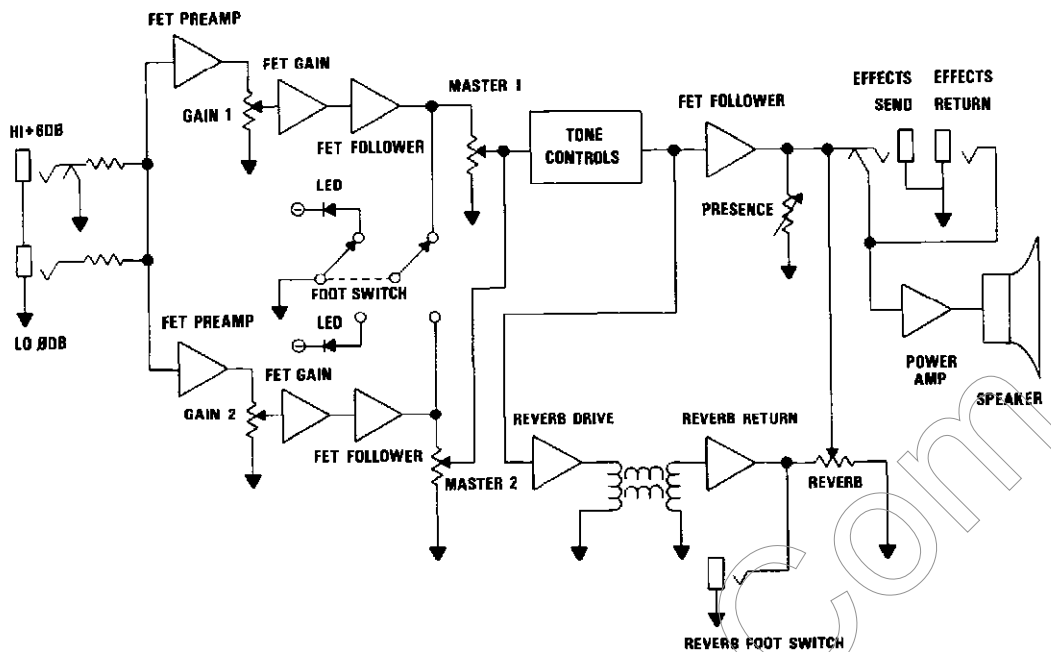 FET PREAMP
FET GAIN
MASTER 1
EFFECTS
SEND
EFFECTS
RETURN
FET FOLLOWER
HI+6DB
GAIN 1
FET FOLLOWER
TONE
CONTROLS
LED
PRESENCE
FOOT SWITCH
LO 0DB
FET PREAMP
LED
FET GAIN
POWER
AMP
SPEAKER
GAIN 2
REVERB DRIVE
REVERB RETURN
FET FOLLOWER
MASTER 2
REVERB
REVERB FOOT SWITCH
Com